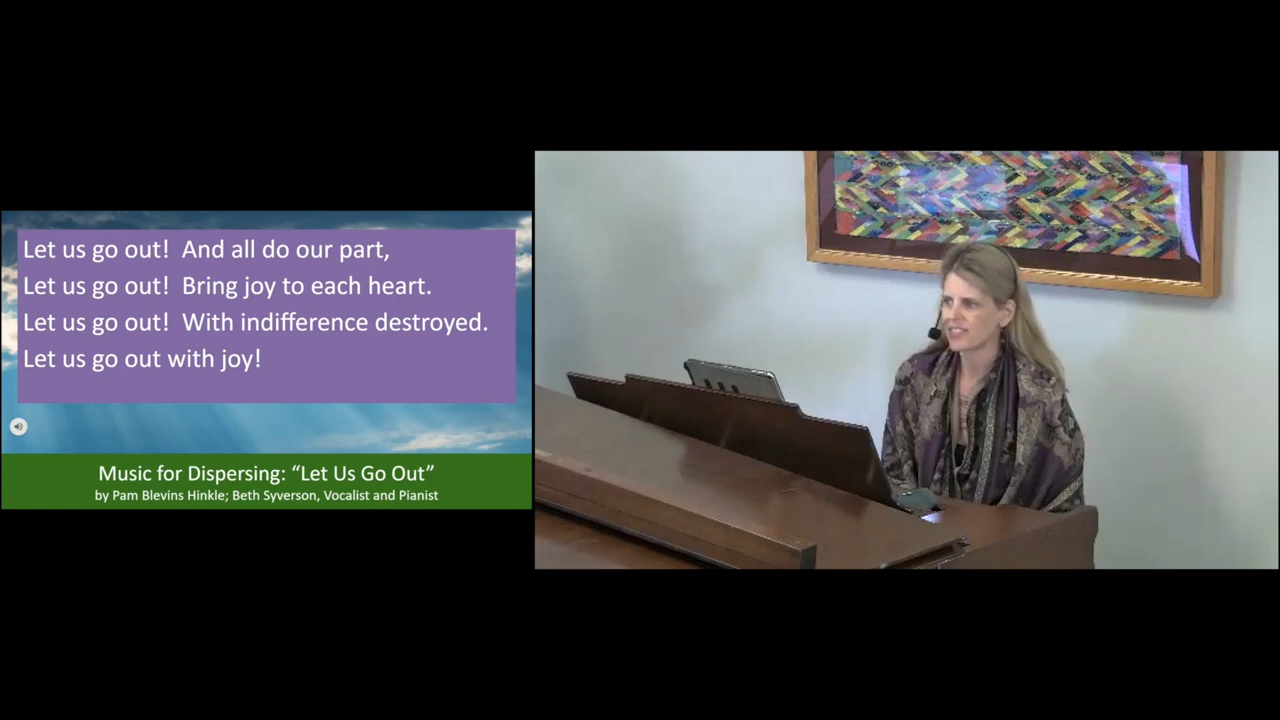 Let us go out!  And all do our part,
Let us go out!  Bring joy to each heart.
Let us go out!  With indifference destroyed.
Let us go out with joy!
Music for Dispersing: “Let Us Go Out”
by Pam Blevins Hinkle; Beth Syverson, Vocalist and Pianist